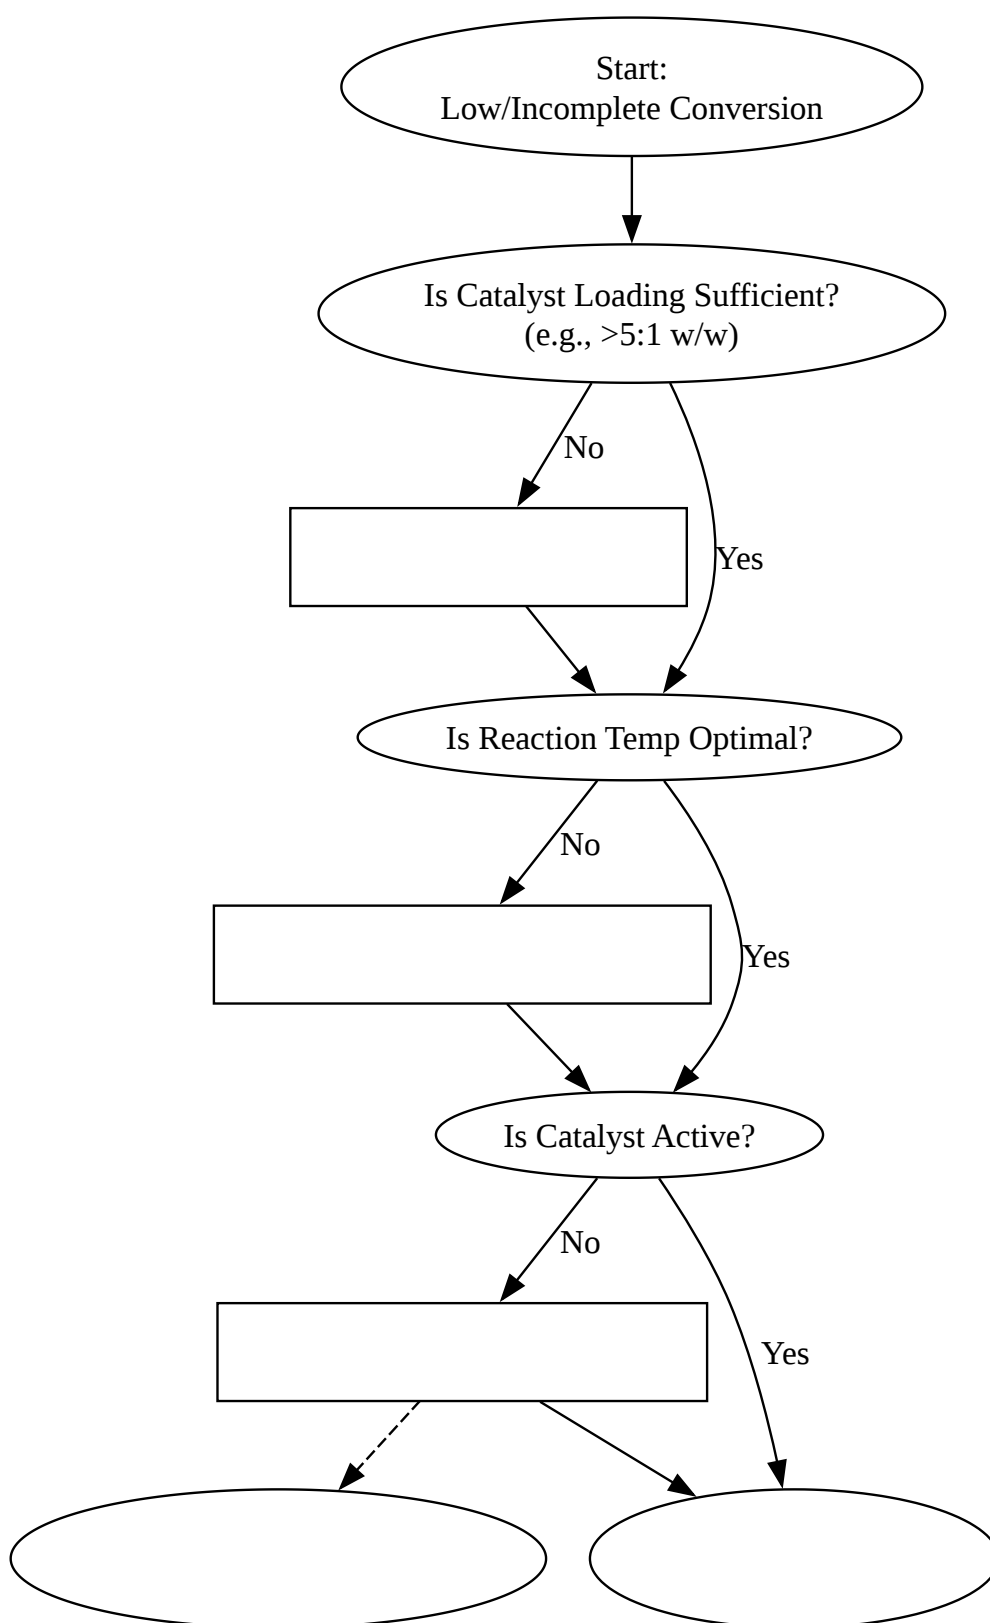 Start:
Low/Incomplete Conversion
Is Catalyst Loading Sufficient?
(e.g., >5:1 w/w)
No
Yes
Is Reaction Temp Optimal?
No
Yes
Is Catalyst Active?
No
Yes